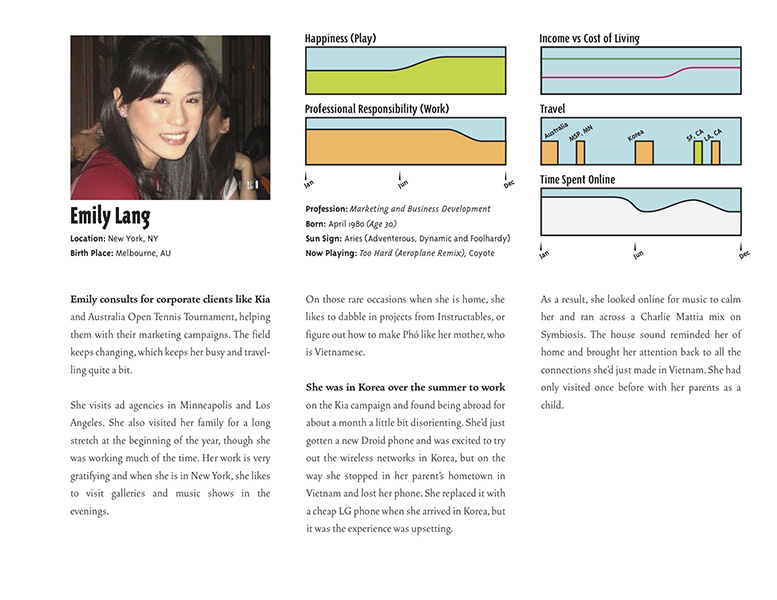 Emily Lang
Location: New York, NY
Birth Place: Melbourne, AU
Happiness (Play)
Professional Responsibility (Work)
Jan
Jun
Dec
Profession: Marketing and Business Development
Born: April 1980 (Age 30)
Sun Sign: Aries (Adventerous, Dynamic and Foolhardy)
Now Playing: Too Hard (Aeroplane Remix), Coyote
Income vs Cost of Living
Travel
Australia
MSP, MN
Korea
SF, CA
LA, CA
Time Spent Online
Jan
Jun
Dec
Emily consults for corporate clients like Kia
and Australia Open Tennis Tournament, helping
them with their marketing campaigns. The field
keeps changing, which keeps her busy and travel-
ling quite a bit.
She visits ad agencies in Minneapolis and Los
Angeles. She also visited her family for a long
stretch at the beginning of the year, though she
was working much of the time. Her work is very
gratifying and when she is in New York, she likes
to visit galleries and music shows in the
evenings.
On those rare occasions when she is home, she
likes to dabble in projects from Instructables, or
figure out how to make Phó like her mother, who
is Vietnamese.
She was in Korea over the summer to work
on the Kia campaign and found being abroad for
about a month a little bit disorienting. She'd just
gotten a new Droid phone and was excited to try
out the wireless networks in Korea, but on the
way she stopped in her parent's hometown in
Vietnam and lost her phone. She replaced it with
a cheap LG phone when she arrived in Korea, but
it was the experience was upsetting.
As a result, she looked online for music to calm
her and ran across a Charlie Mattia mix on
Symbiosis. The house sound reminded her of
home and brought her attention back to all the
connections she'd just made in Vietnam. She had
only visited once before with her parents as a
child.